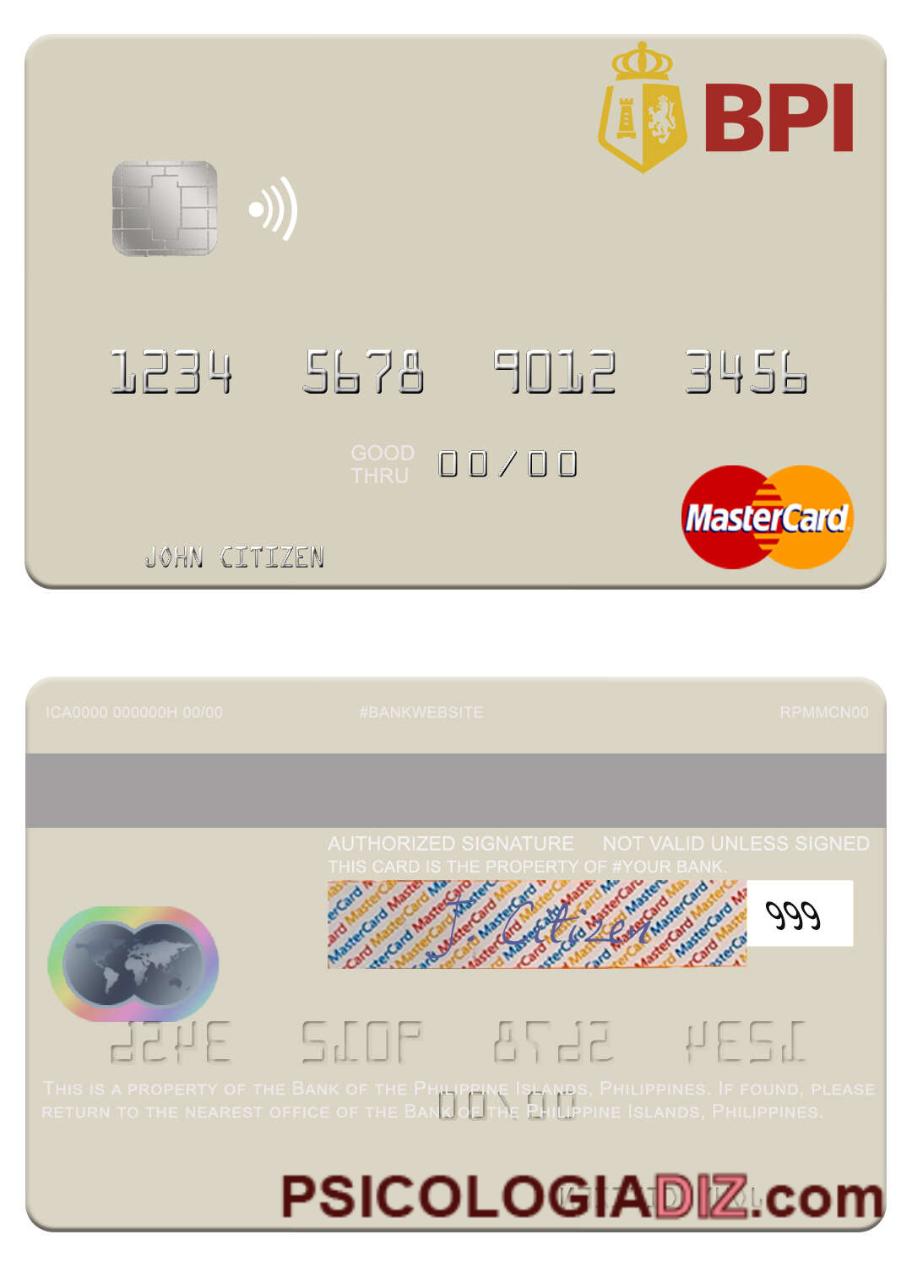 BPI
1234 5678 9012 3456
GOOD THRU 00/00
MasterCard
JOHN CITIZEN
ICA0000 000000H 00/00 #BANKWEBSITE RPMMCN00
AUTHORIZED SIGNATURE NOT VALID UNLESS SIGNED
THIS CARD IS THE PROPERTY OF #YOUR BANK.
J. Citizen 999
THIS IS A PROPERTY OF THE BANK OF THE PHILIPPINE ISLANDS, PHILIPPINES. IF FOUND, PLEASE
RETURN TO THE NEAREST OFFICE OF THE BANK OF THE PHILIPPINE ISLANDS, PHILIPPINES.
PSICOLOGIADIZ.com